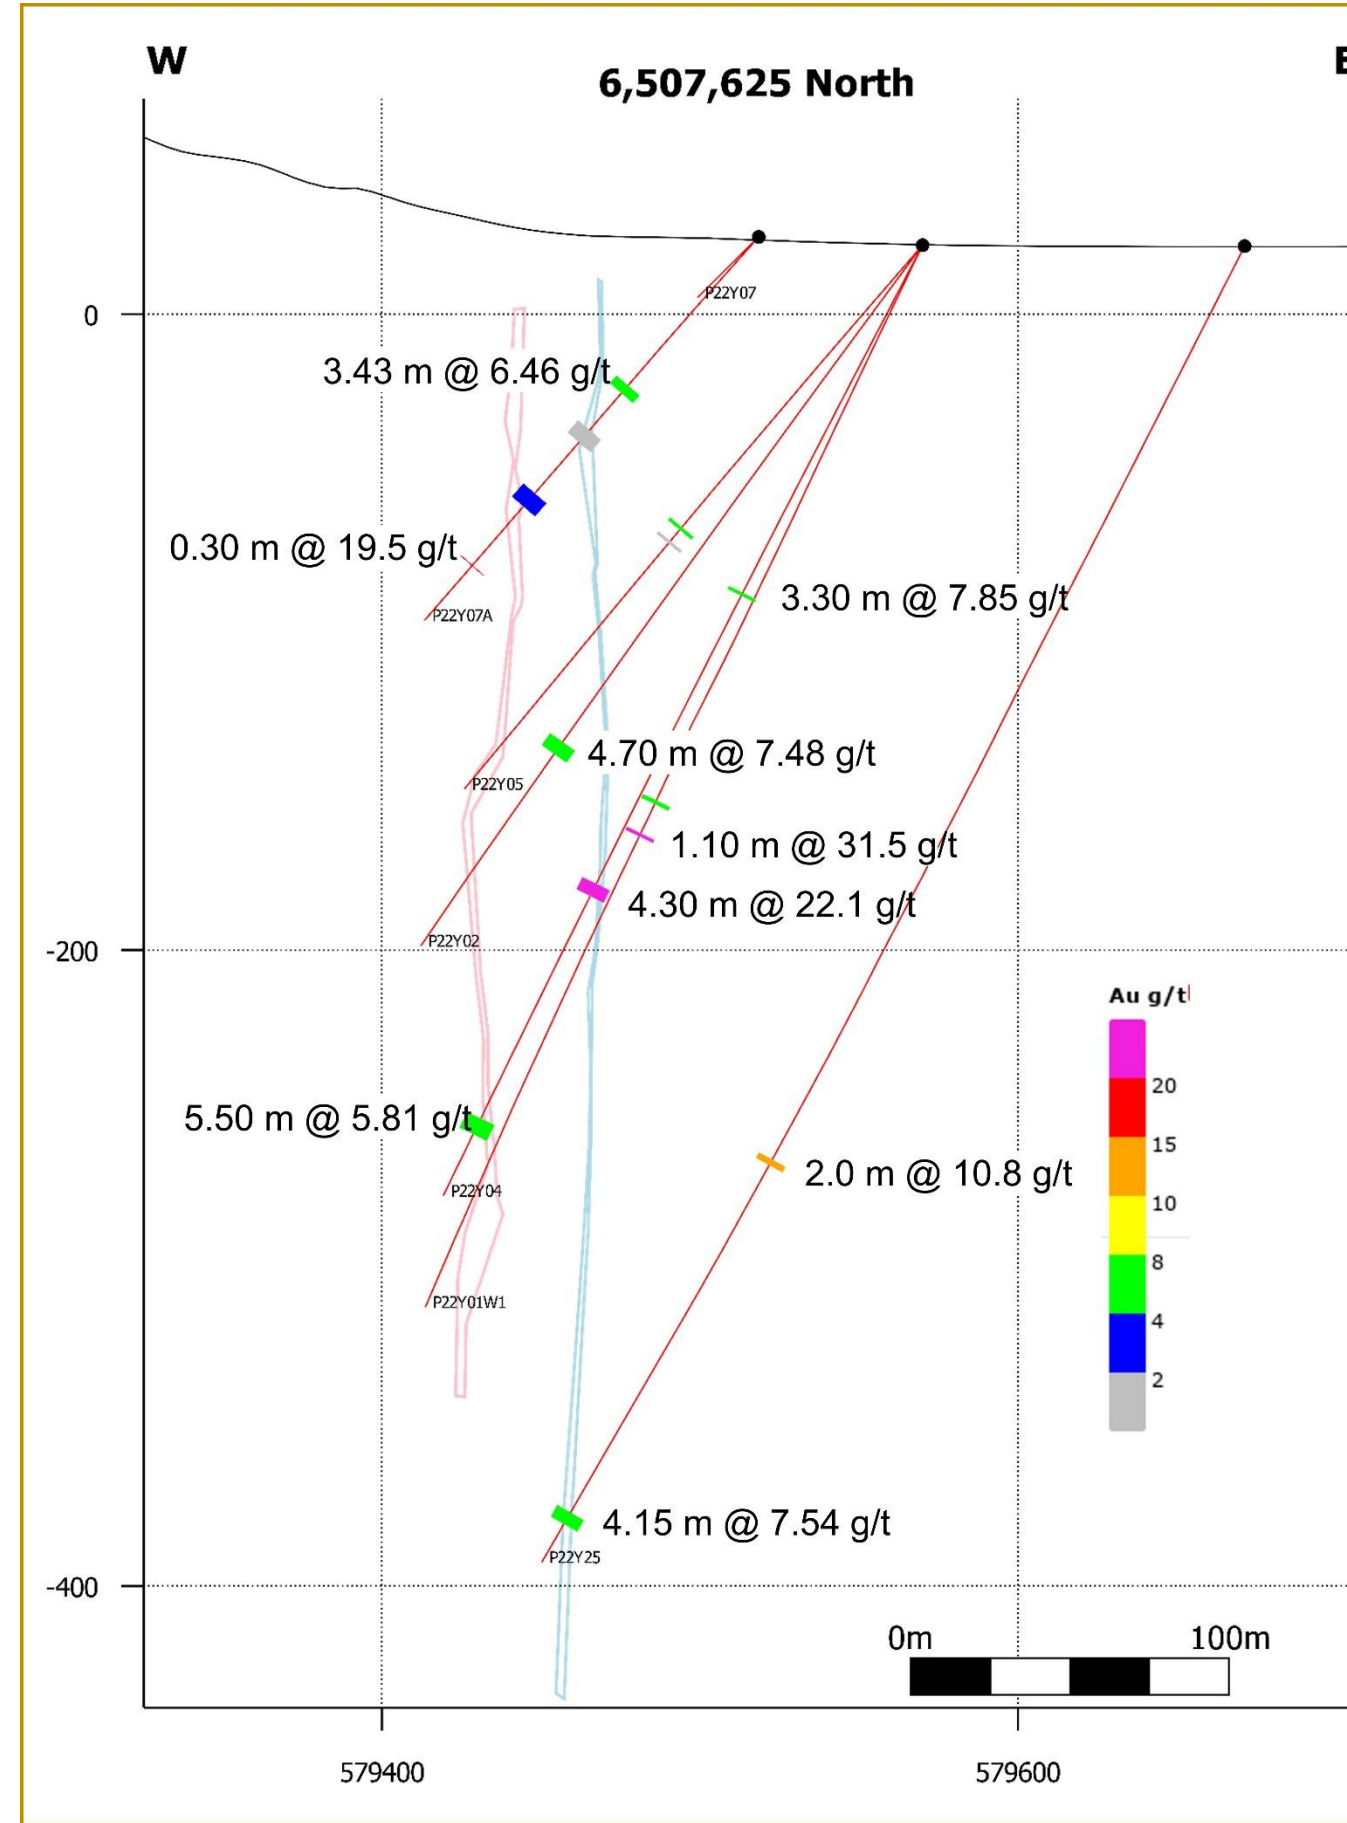 W
E
6,507,625 North
P22Y07
0
3.43 m @ 6.46 g/t
0.30 m @ 19.5 g/t
3.30 m @ 7.85 g/t
P22Y07A
4.70 m @ 7.48 g/t
P22Y05
1.10 m @ 31.5 g/t
4.30 m @ 22.1 g/t
P22Y02
-200
Au g/t
20
15
10
8
4
2
5.50 m @ 5.81 g/t
2.0 m @ 10.8 g/t
P22Y04
P22Y01W1
4.15 m @ 7.54 g/t
P22Y25
-400
0m 100m
579400 579600